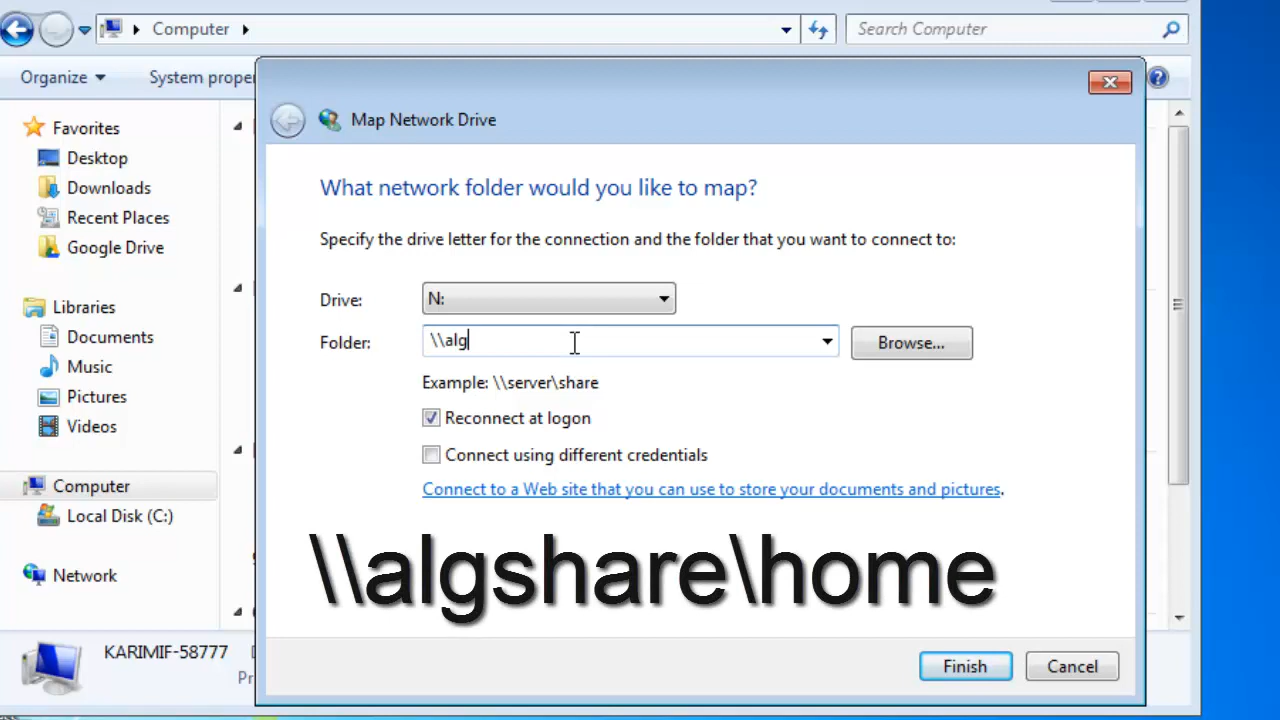 Computer
Search Computer
Organize
System proper
Map Network Drive
Favorites
Desktop
Downloads
Recent Places
Google Drive
Libraries
Documents
Music
Pictures
Videos
Computer
Local Disk (C:)
Network
What network folder would you like to map?
Specify the drive letter for the connection and the folder that you want to connect to:
Drive: N:
Folder: \\alg Browse...
Example: \\server\share
Reconnect at logon
Connect using different credentials
Connect to a Web site that you can use to store your documents and pictures.
\\algshare\home
KARIMIF-58777
Pr
Finish Cancel